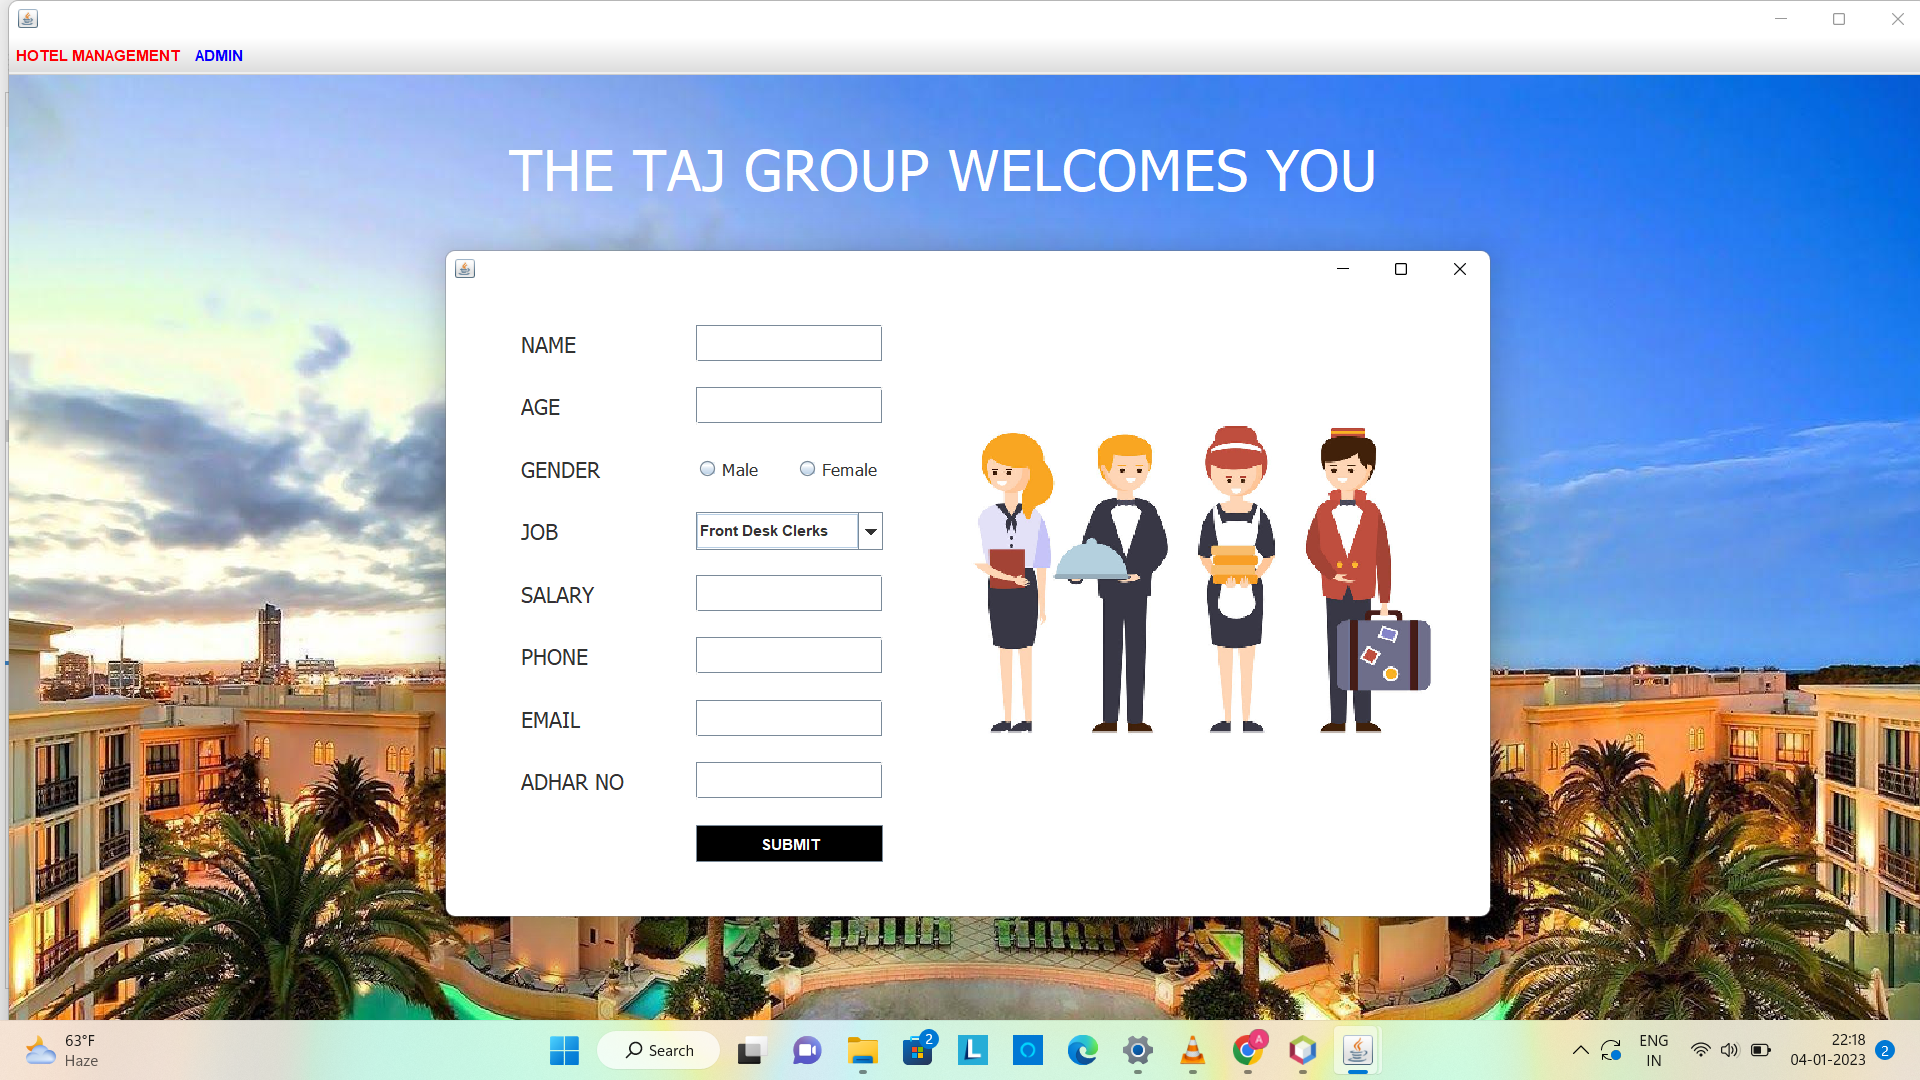 HOTEL MANAGEMENT ADMIN
THE TAJ GROUP WELCOMES YOU
NAME
AGE
GENDER Male Female
JOB Front Desk Clerks
SALARY
PHONE
EMAIL
ADHAR NO
SUBMIT
63°F
Haze
Search
2
L
A
ENG
IN
22:18
04-01-2023
2